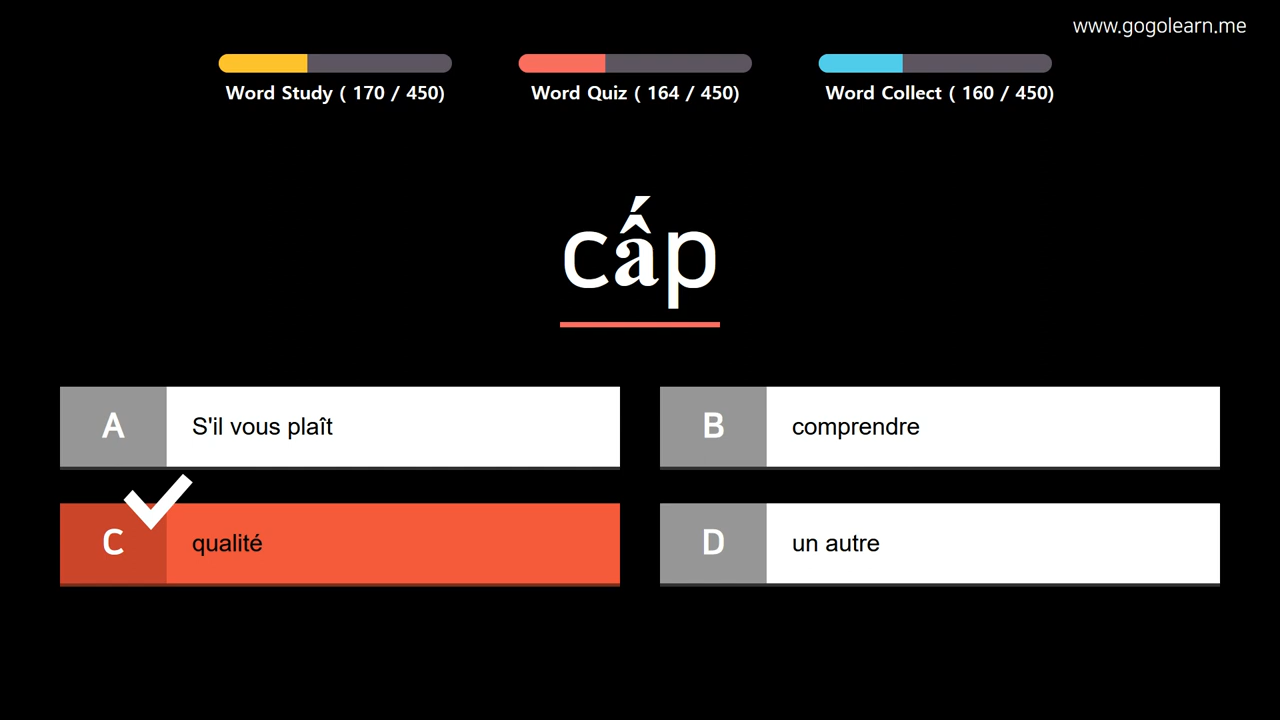 www.gogolearn.me
Word Study ( 170 / 450)
Word Quiz ( 164 / 450)
Word Collect ( 160 / 450)
cấp
A S'il vous plaît
B comprendre
C qualité
D un autre